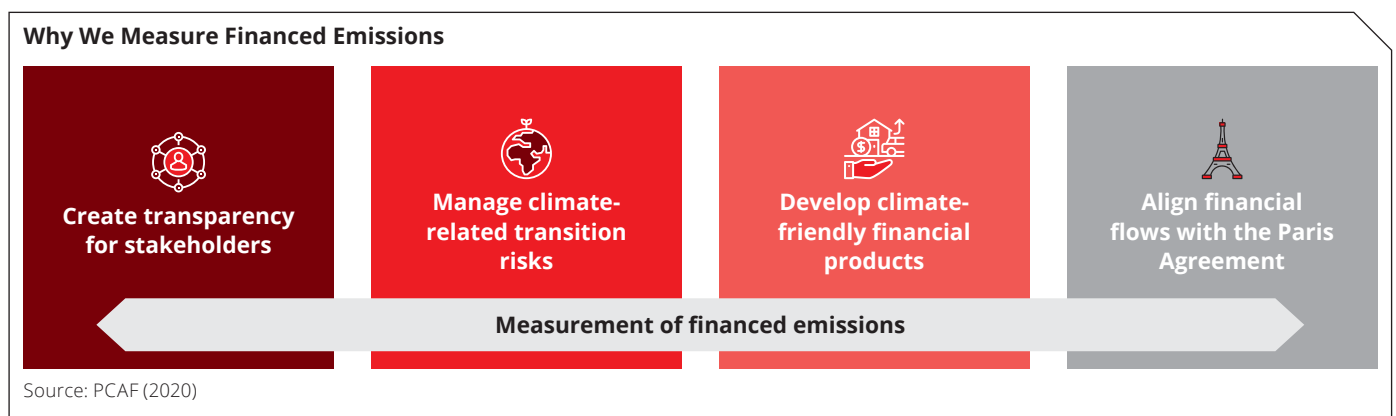 Why We Measure Financed Emissions
Create transparency
for stakeholders
Manage climate-
related transition
risks
Develop climate-
friendly financial
products
Align financial
flows with the Paris
Agreement
Measurement of financed emissions
Source: PCAF (2020)